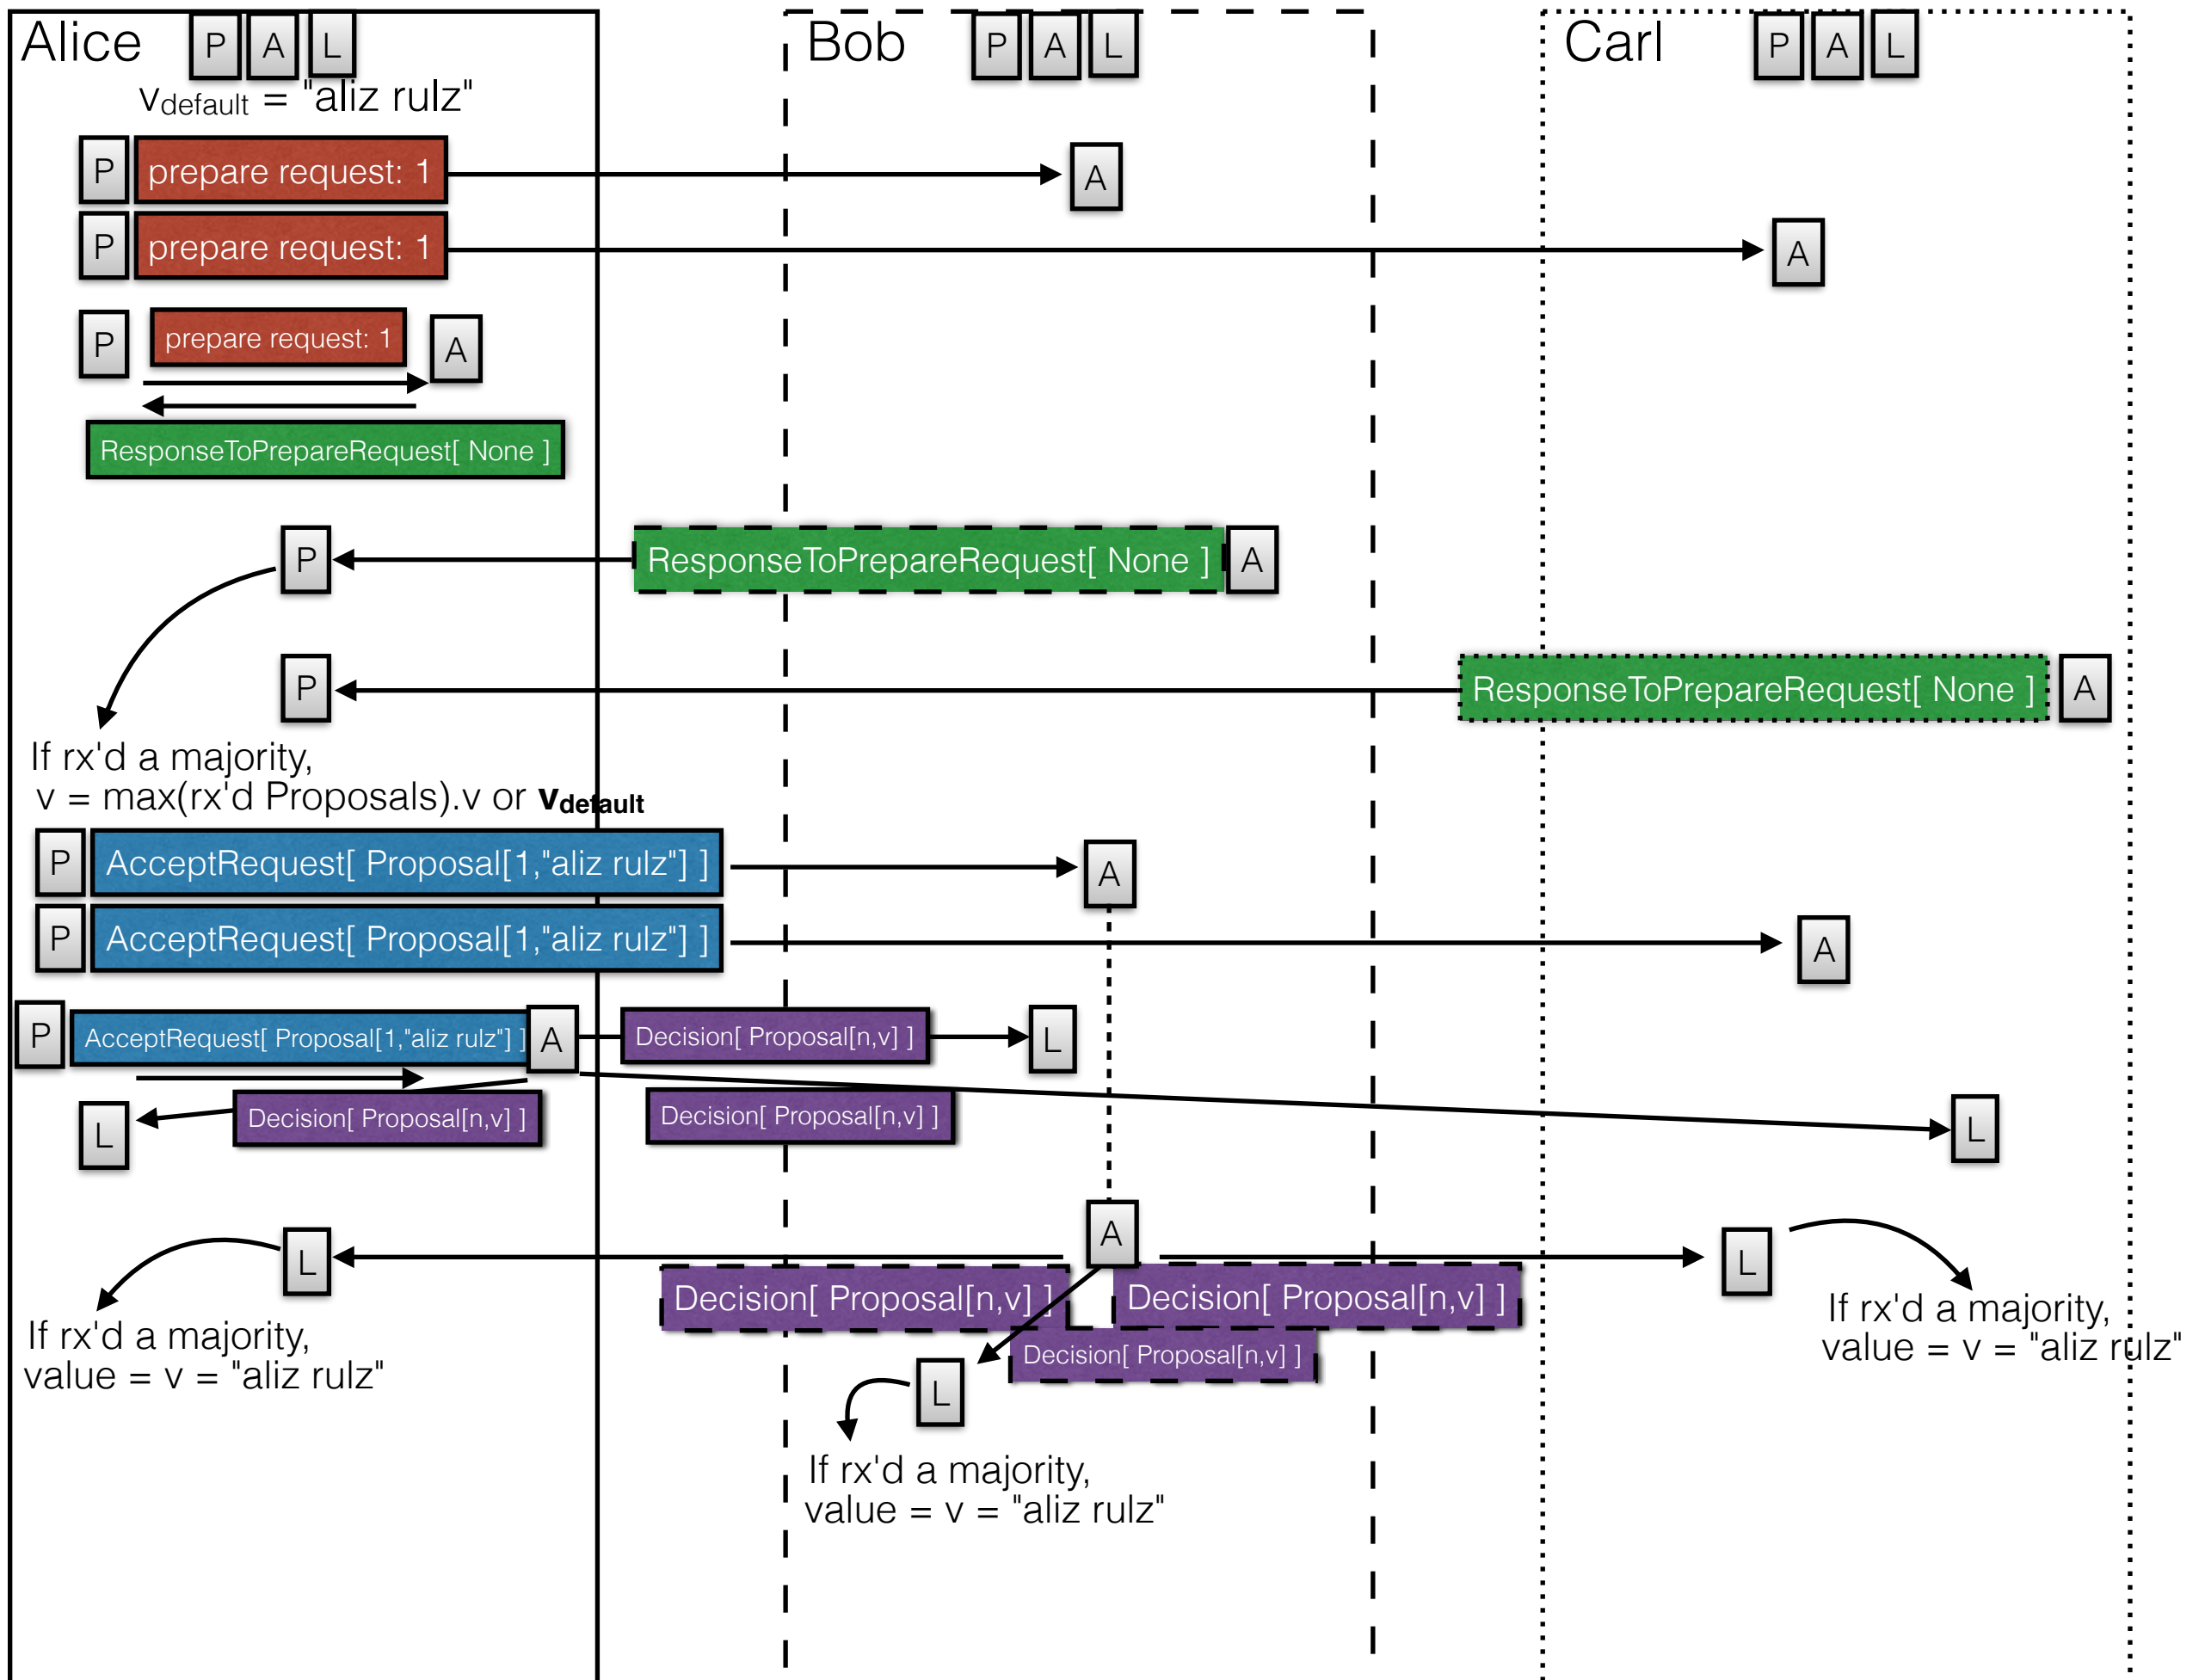 Alice P A L
Bob P A L
Carl P A L
vdefault = "aliz rulz"
P prepare request: 1 A
P prepare request: 1 A
P prepare request: 1 A
ResponseToPrepareRequest[ None ]
P ResponseToPrepareRequest[ None ] A
P ResponseToPrepareRequest[ None ] A
If rx'd a majority,
v = max(rx'd Proposals).v or vdefault
P AcceptRequest[ Proposal[1,"aliz rulz"] ] A
P AcceptRequest[ Proposal[1,"aliz rulz"] ] A
P AcceptRequest[ Proposal[1,"aliz rulz"] ] A Decision[ Proposal[n,v] ] L
L Decision[ Proposal[n,v] ] Decision[ Proposal[n,v] ] L
L A L
Decision[ Proposal[n,v] ] Decision[ Proposal[n,v] ]
Decision[ Proposal[n,v] ]
L
If rx'd a majority,
value = v = "aliz rulz"
If rx'd a majority,
value = v = "aliz rulz"
If rx'd a majority,
value = v = "aliz rulz"